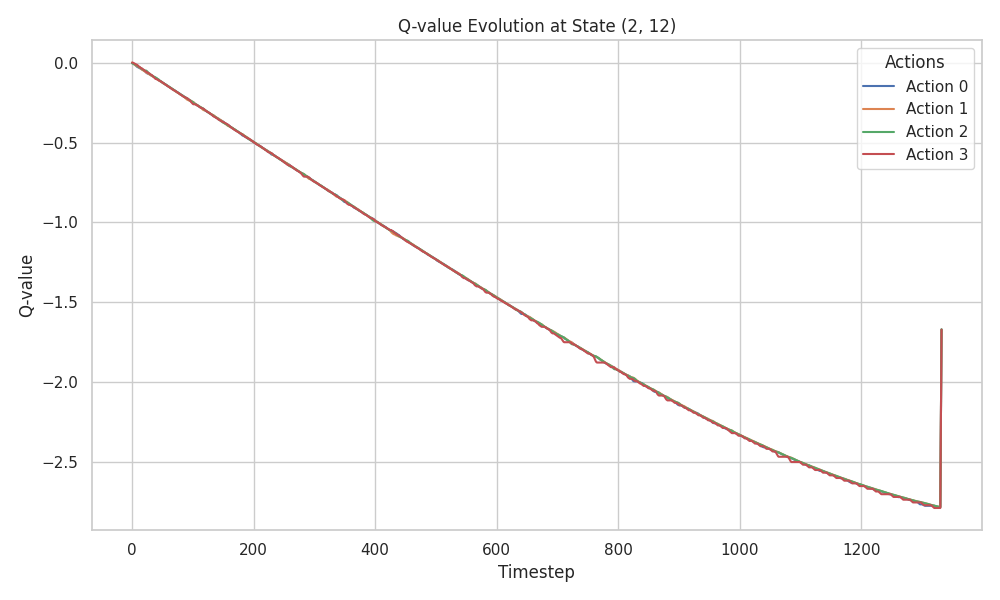 Q-value Evolution at State (2, 12)
Actions
Action 0
Action 1
Action 2
Action 3
Q-value
0.0
−0.5
−1.0
−1.5
−2.0
−2.5
0 200 400 600 800 1000 1200
Timestep